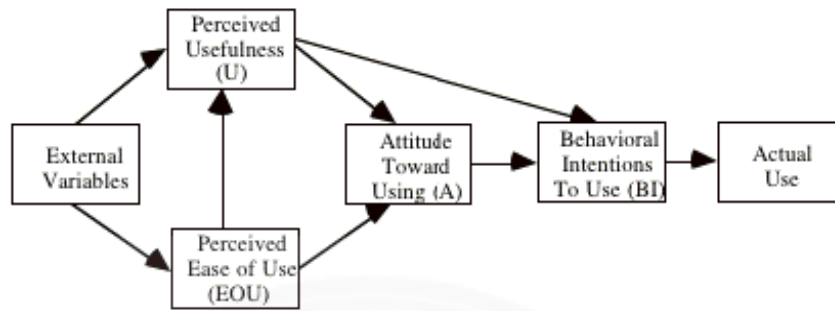 Perceived
Usefulness
(U)
External
Variables
Attitude
Toward
Using (A)
Behavioral
Intentions
To Use (BI)
Actual
Use
Perceived
Ease of Use
(EOU)